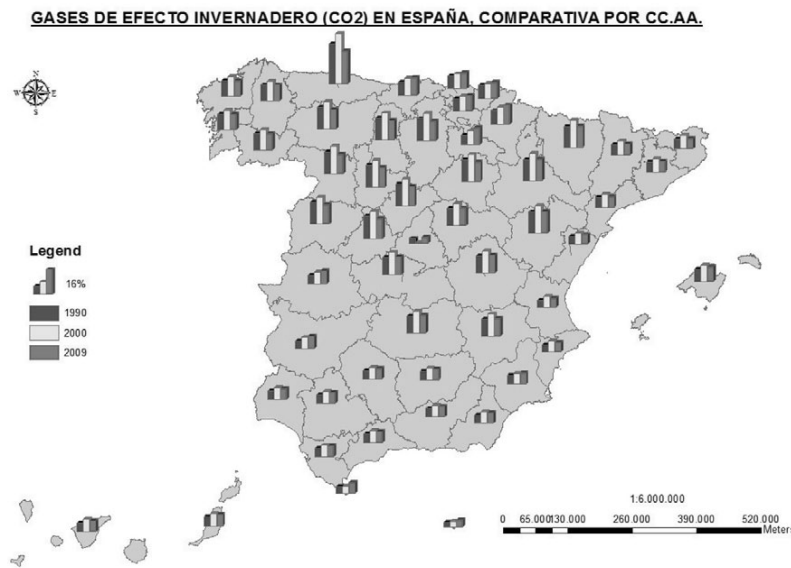 GASES DE EFECTO INVERNADERO (CO2) EN ESPAÑA, COMPARATIVA POR CC.AA.
N
W E
S
Legend
16%
1990
2000
2009
1:6.000.000
0 65.000130.000 260.000 390.000 520.000
Meters